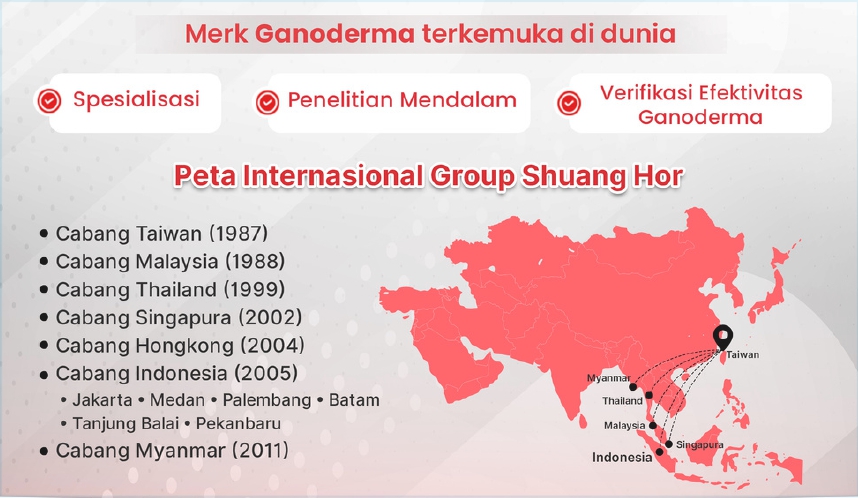 Merk Ganoderma terkemuka di dunia
Spesialisasi
Penelitian Mendalam
Verifikasi Efektivitas
Ganoderma
Peta Internasional Group Shuang Hor
• Cabang Taiwan (1987)
• Cabang Malaysia (1988)
• Cabang Thailand (1999)
• Cabang Singapura (2002)
• Cabang Hongkong (2004)
• Cabang Indonesia (2005)
• Jakarta • Medan • Palembang • Batam
• Tanjung Balai • Pekanbaru
• Cabang Myanmar (2011)
Taiwan
Myanmar
Thailand
Malaysia
Singapura
Indonesia